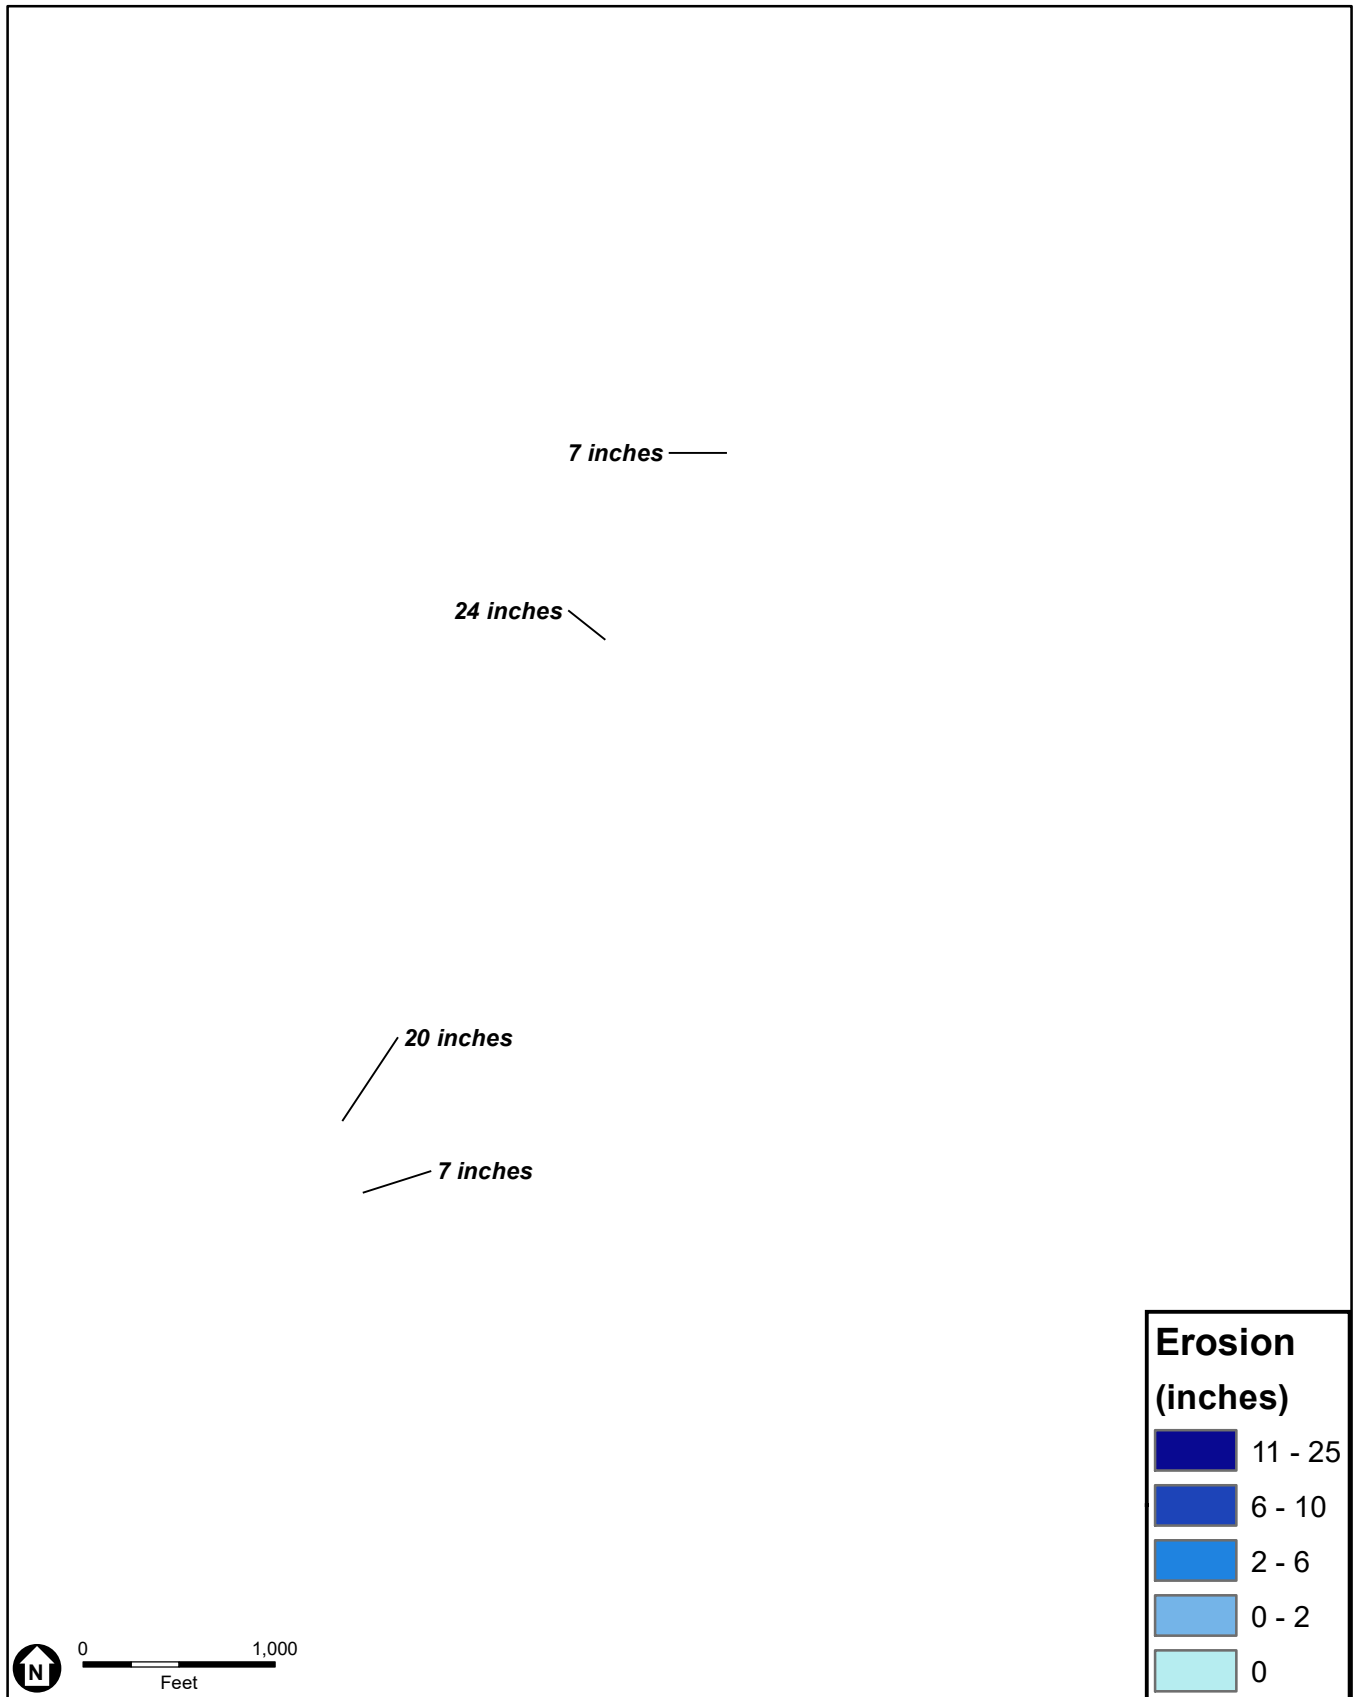 7 inches
24 inches
20 inches
7 inches
Erosion
(inches)
11 - 25
6 - 10
2 - 6
0 - 2
0
N
0 1,000
Feet